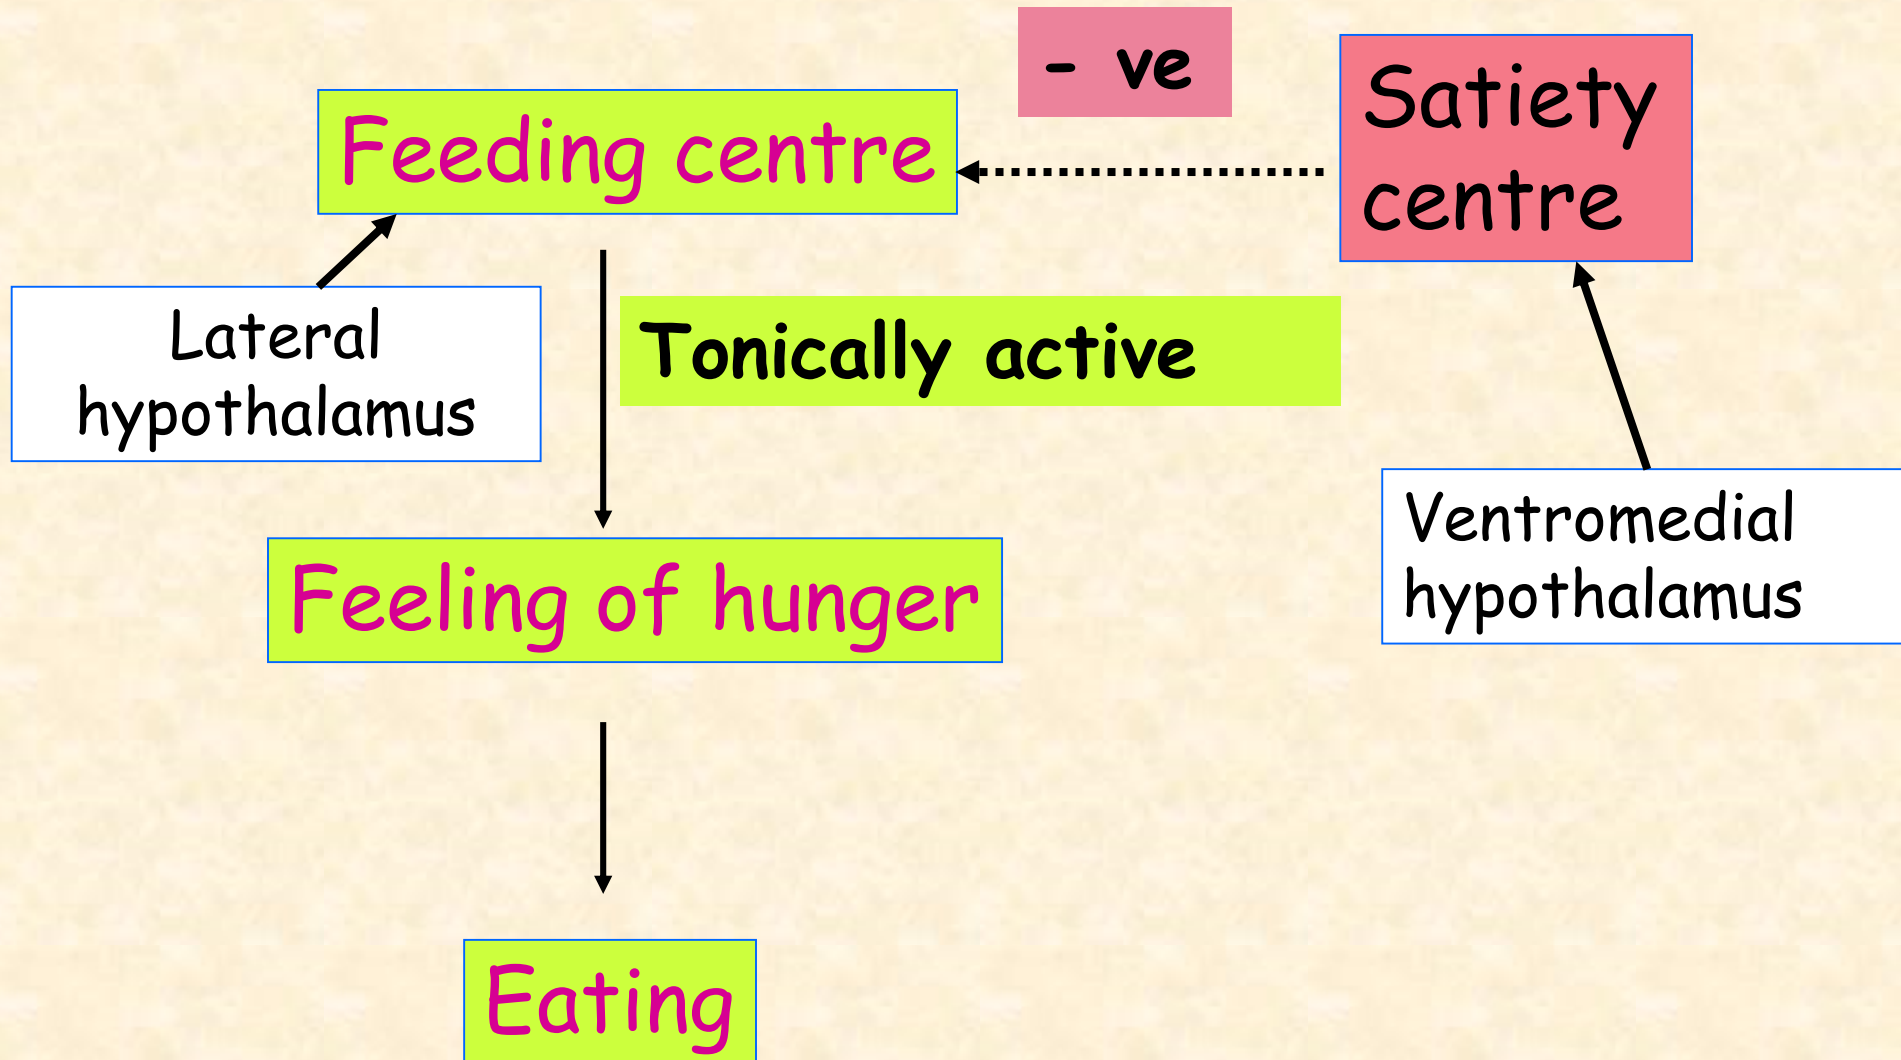 - ve
Satiety
centre
Feeding centre
Lateral
hypothalamus
Tonically active
Ventromedial
hypothalamus
Feeling of hunger
Eating